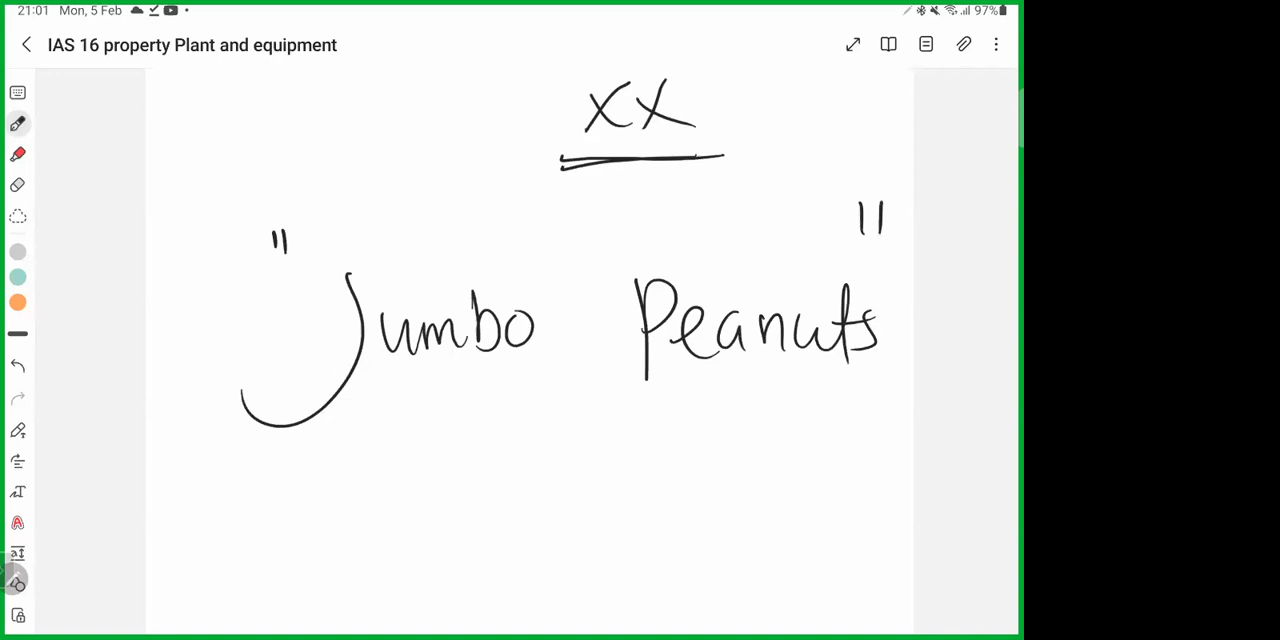 21:01 Mon, 5 Feb 97%
IAS 16 property Plant and equipment
XX
"Jumbo Peanuts"